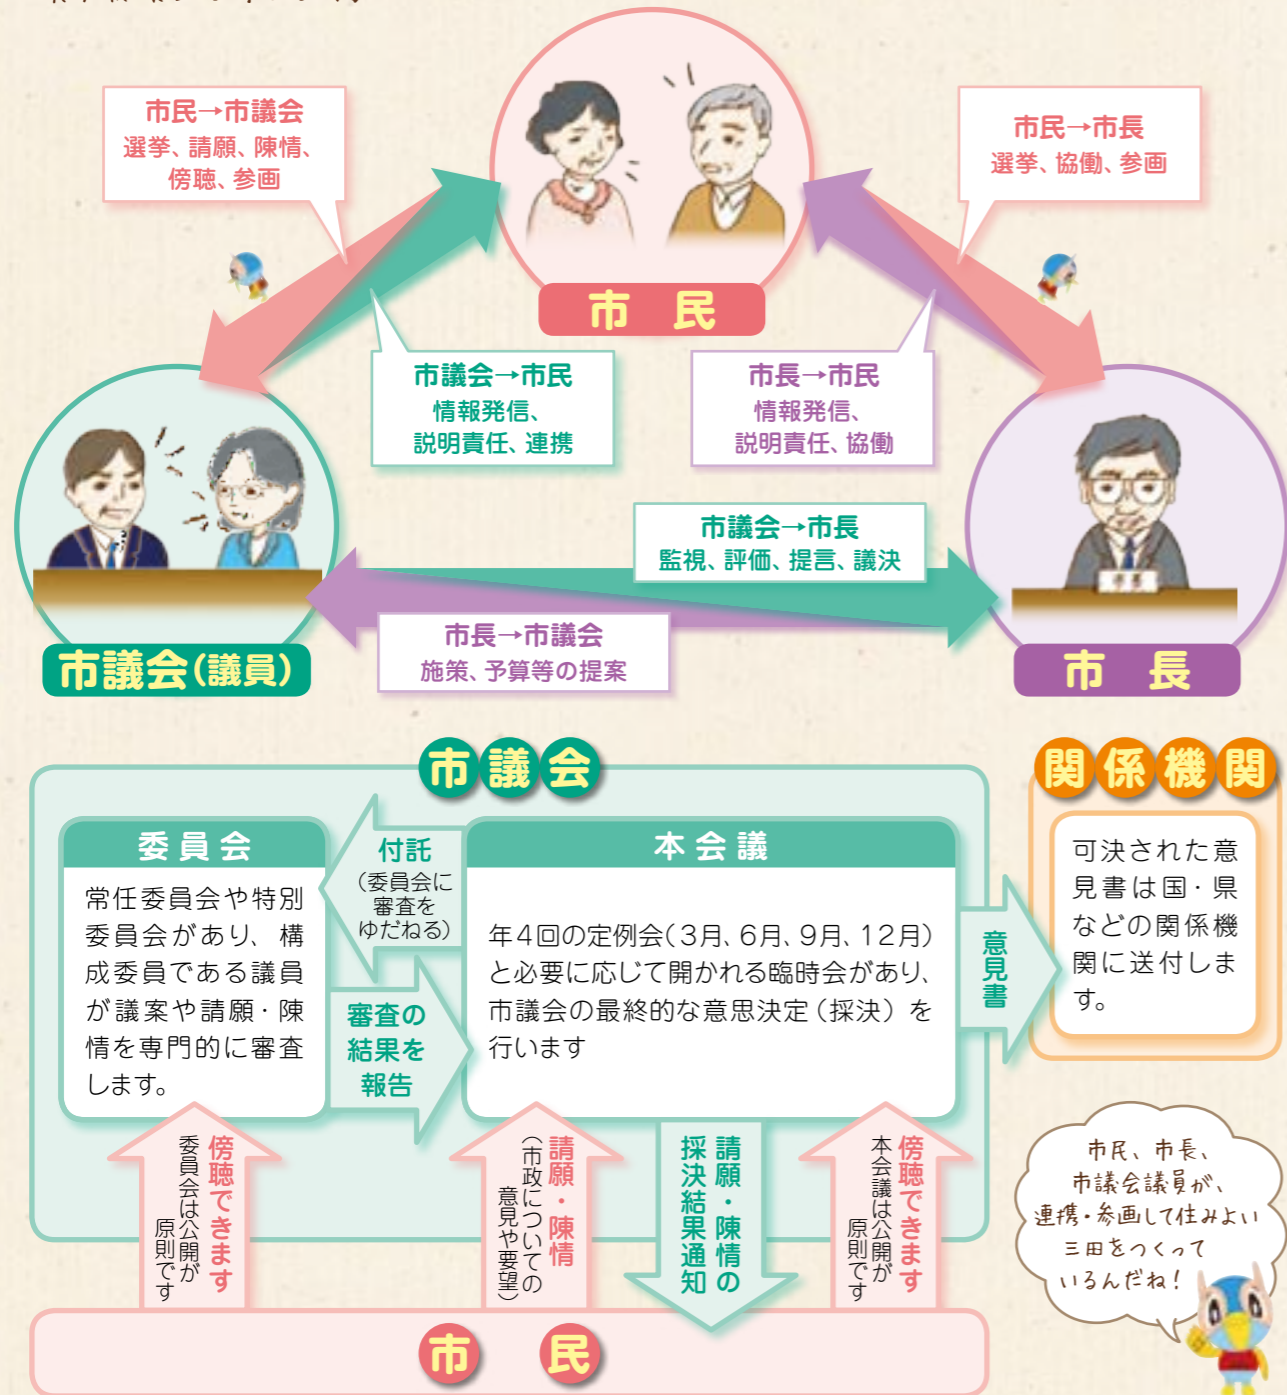 市民→市議会
選挙、請願、陳情、
傍聴、参画
市民→市長
選挙、協働、参画
市　民
市議会→市民
情報発信、
説明責任、連携
市長→市民
情報発信、
説明責任、協働
市議会→市長
監視、評価、提言、議決
市長→市議会
施策、予算等の提案
市議会（議員）
市長
市　長
市議会
委員会
常任委員会や特別
委員会があり、構
成委員である議員
が議案や請願・陳
情を専門的に審査
します。
付託
（委員会に
審査を
ゆだねる）
審査の
結果を
報告
本会議
年4回の定例会（3月、6月、9月、12月）
と必要に応じて開かれる臨時会があり、
市議会の最終的な意思決定（採決）を
行います
意見書
関係機関
可決された意
見書は国・県
などの関係機
関に送付しま
す。
傍聴できます
委員会は公開が
原則です
請願・陳情
（市政についての
意見や要望）
請願・陳情の
採決結果通知
傍聴できます
本会議は公開が
原則です
市民、市長、
市議会議員が、
連携・参画して住みよい
三田をつくって
いるんだね！
市　民